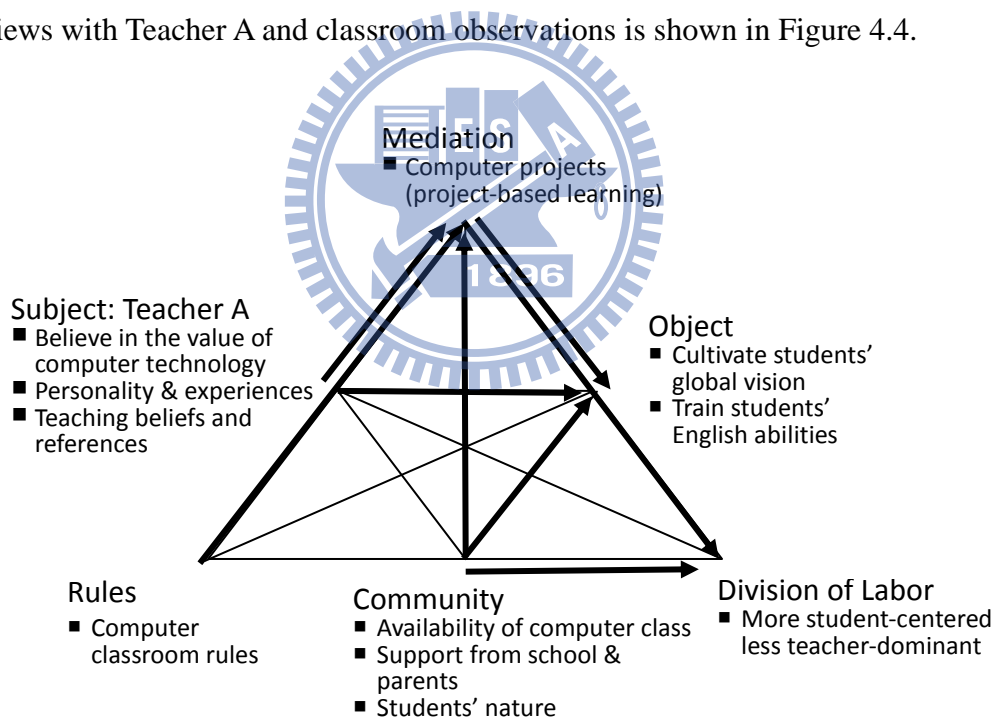 iews with Teacher A and classroom observations is shown in Figure 4.4.
E S A
Mediation
■ Computer projects
(project-based learning)
1896
Subject: Teacher A
■ Believe in the value of
computer technology
■ Personality & experiences
■ Teaching beliefs and
references
Object
■ Cultivate students’
global vision
■ Train students’
English abilities
Rules
■ Computer
classroom rules
Community
■ Availability of computer class
■ Support from school &
parents
■ Students’ nature
Division of Labor
■ More student-centered
less teacher-dominant